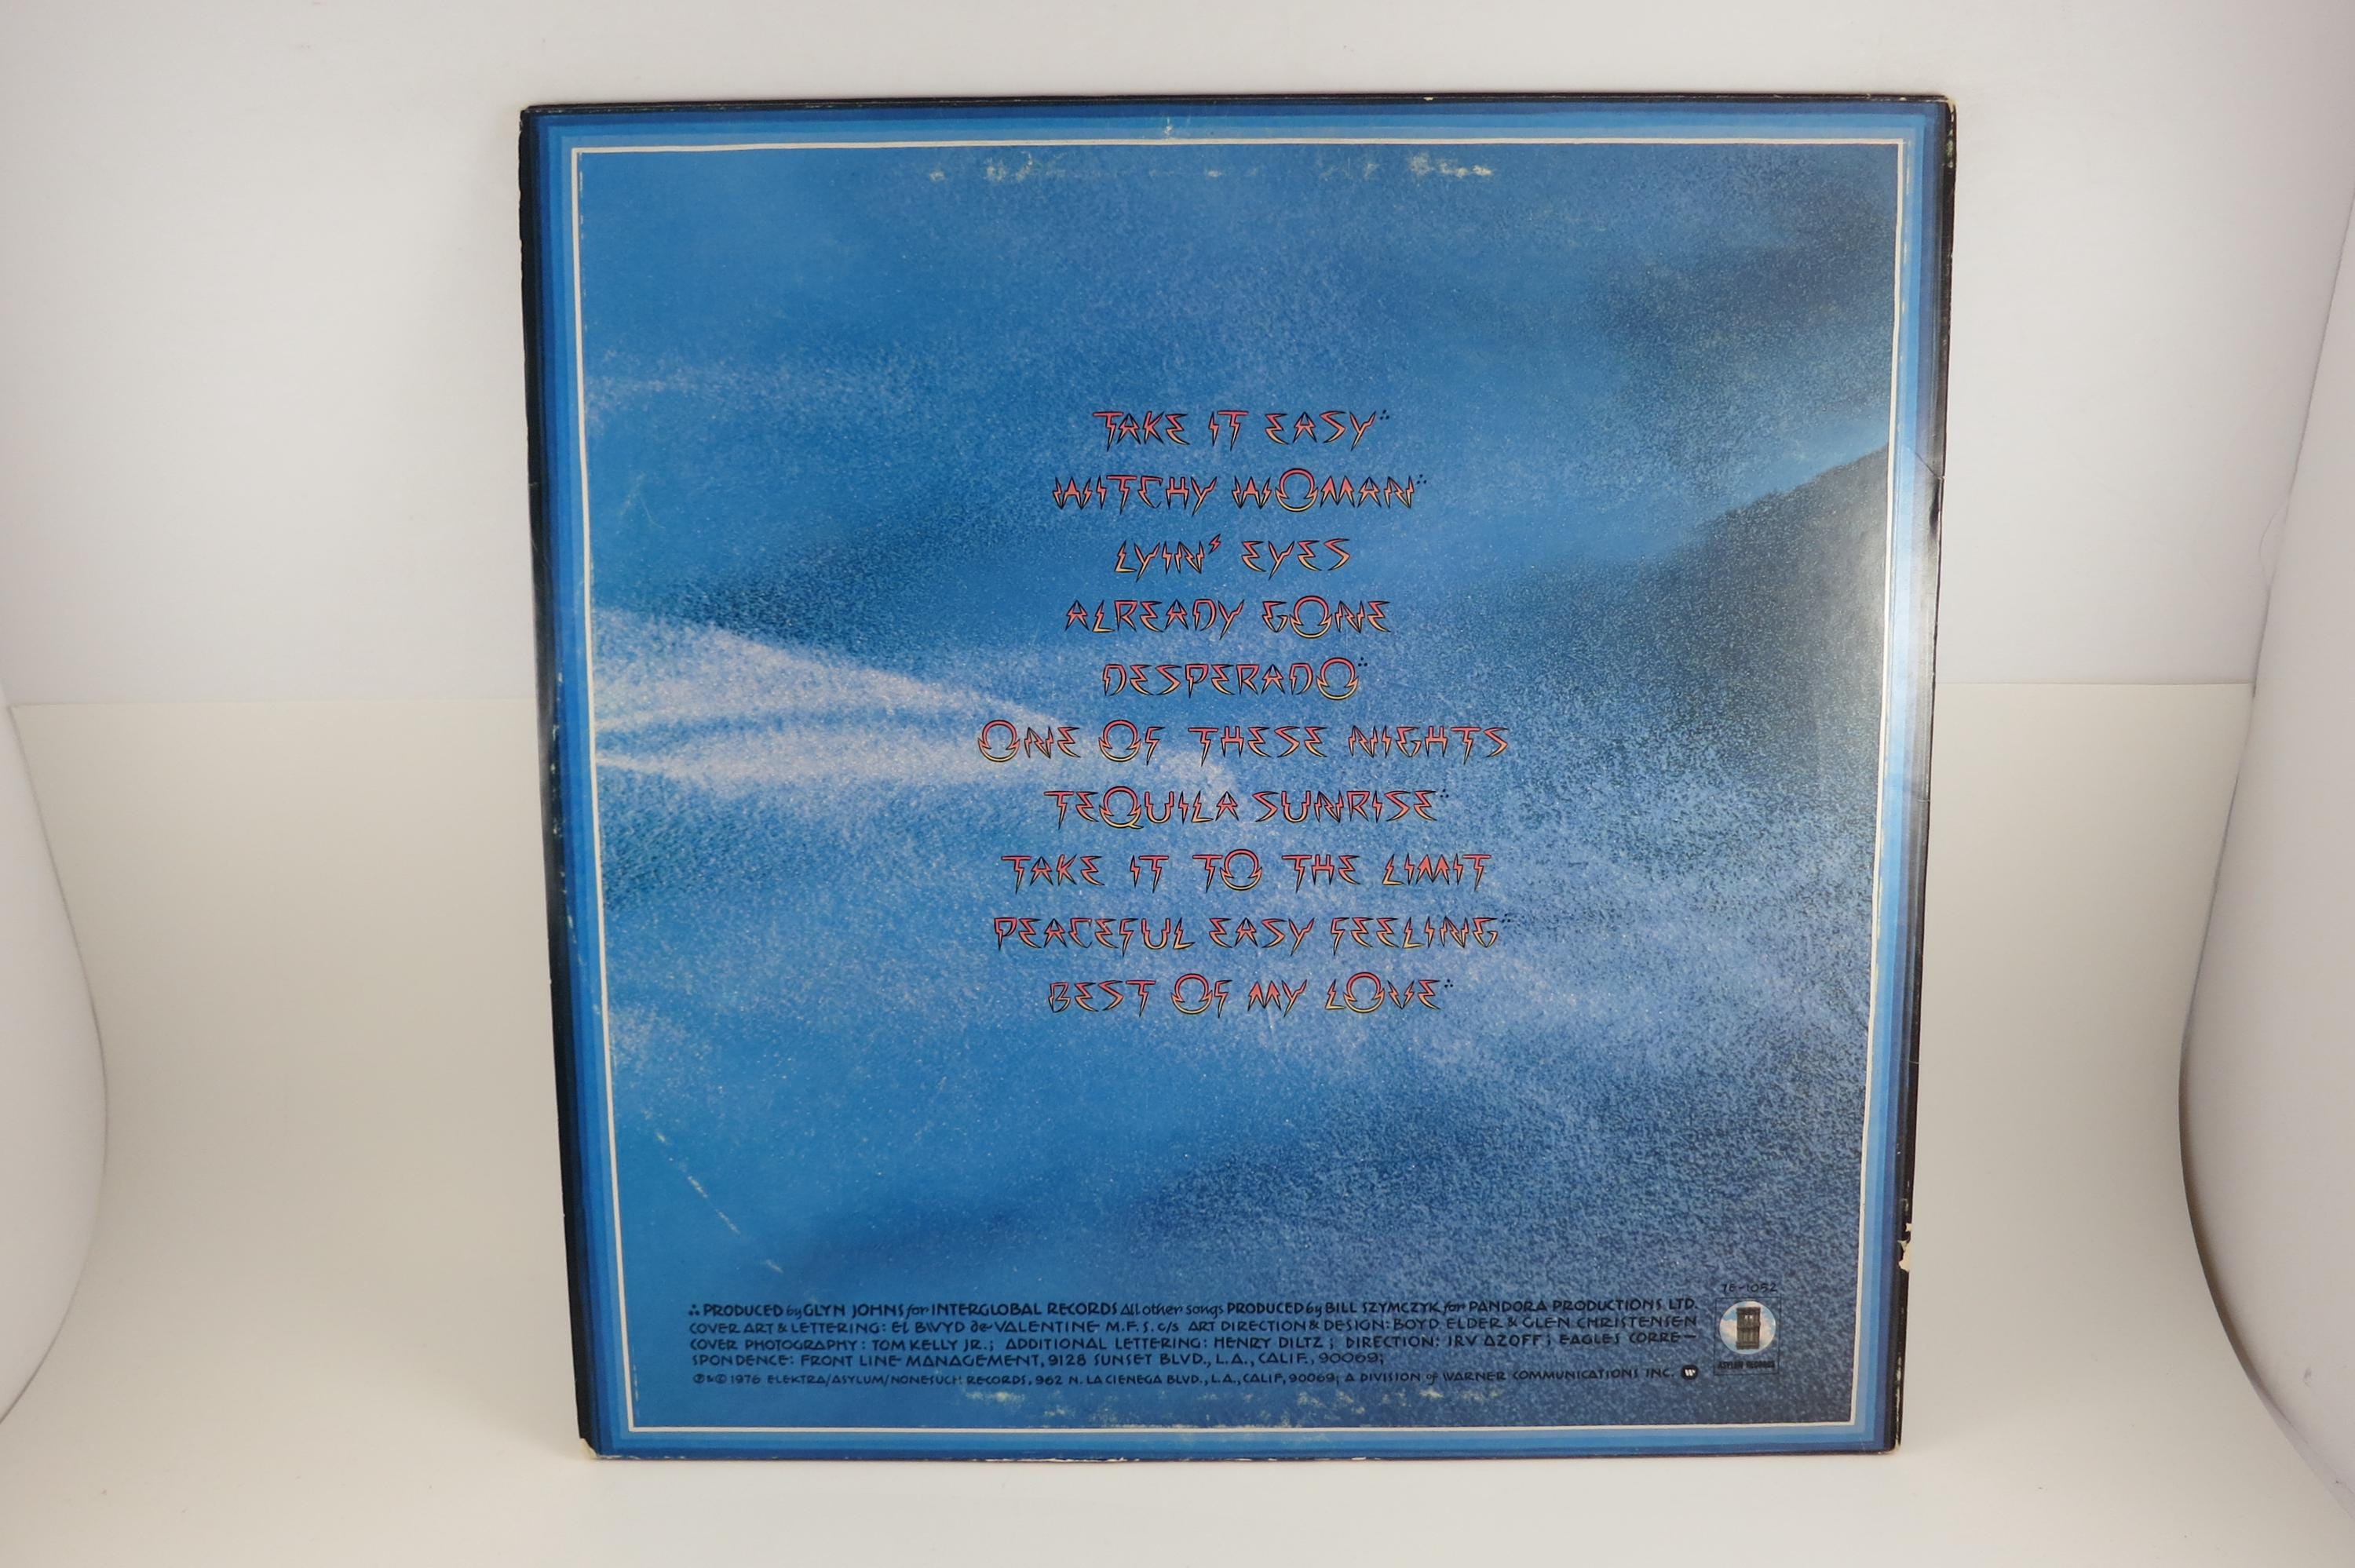 TAKE IT EASY∴
WITCHY WOMAN∴
LYIN' EYES
ALREADY GONE
DESPERADO∴
ONE OF THESE NIGHTS
TEQUILA SUNRISE∴
TAKE IT TO THE LIMIT
PEACEFUL EASY FEELING∴
BEST OF MY LOVE∴
7E-1052
∴ PRODUCED by GLYN JOHNS for INTERGLOBAL RECORDS All other songs PRODUCED by BILL SZYMCZYK for PANDORA PRODUCTIONS LTD.
COVER ART & LETTERING: El BWYD de VALENTINE M.F.S. c/s ART DIRECTION & DESIGN: BOYD ELDER & GLEN CHRISTENSEN
COVER PHOTOGRAPHY: TOM KELLY JR.; ADDITIONAL LETTERING: HENRY DILTZ; DIRECTION: IRV AZOFF; EAGLES CORRE-
SPONDENCE: FRONT LINE MANAGEMENT, 9128 SUNSET BLVD., L.A., CALIF., 90069;
℗&© 1976 ELEKTRA/ASYLUM/NONESUCH RECORDS, 962 N. LA CIENEGA BLVD., L.A., CALIF, 90069; A DIVISION of WARNER COMMUNICATIONS INC.
ASYLUM RECORDS